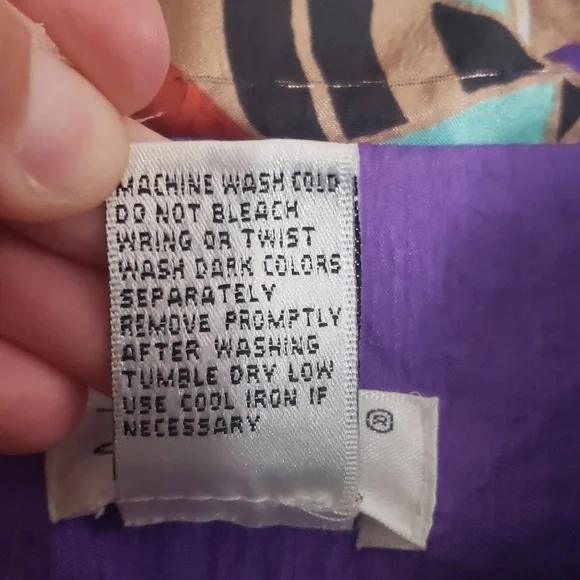 MACHINE WASH COLD
DO NOT BLEACH
WRING OR TWIST
WASH DARK COLORS
SEPARATELY
REMOVE PROMPTLY
AFTER WASHING
TUMBLE DRY LOW
USE COOL IRON IF
NECESSARY
®